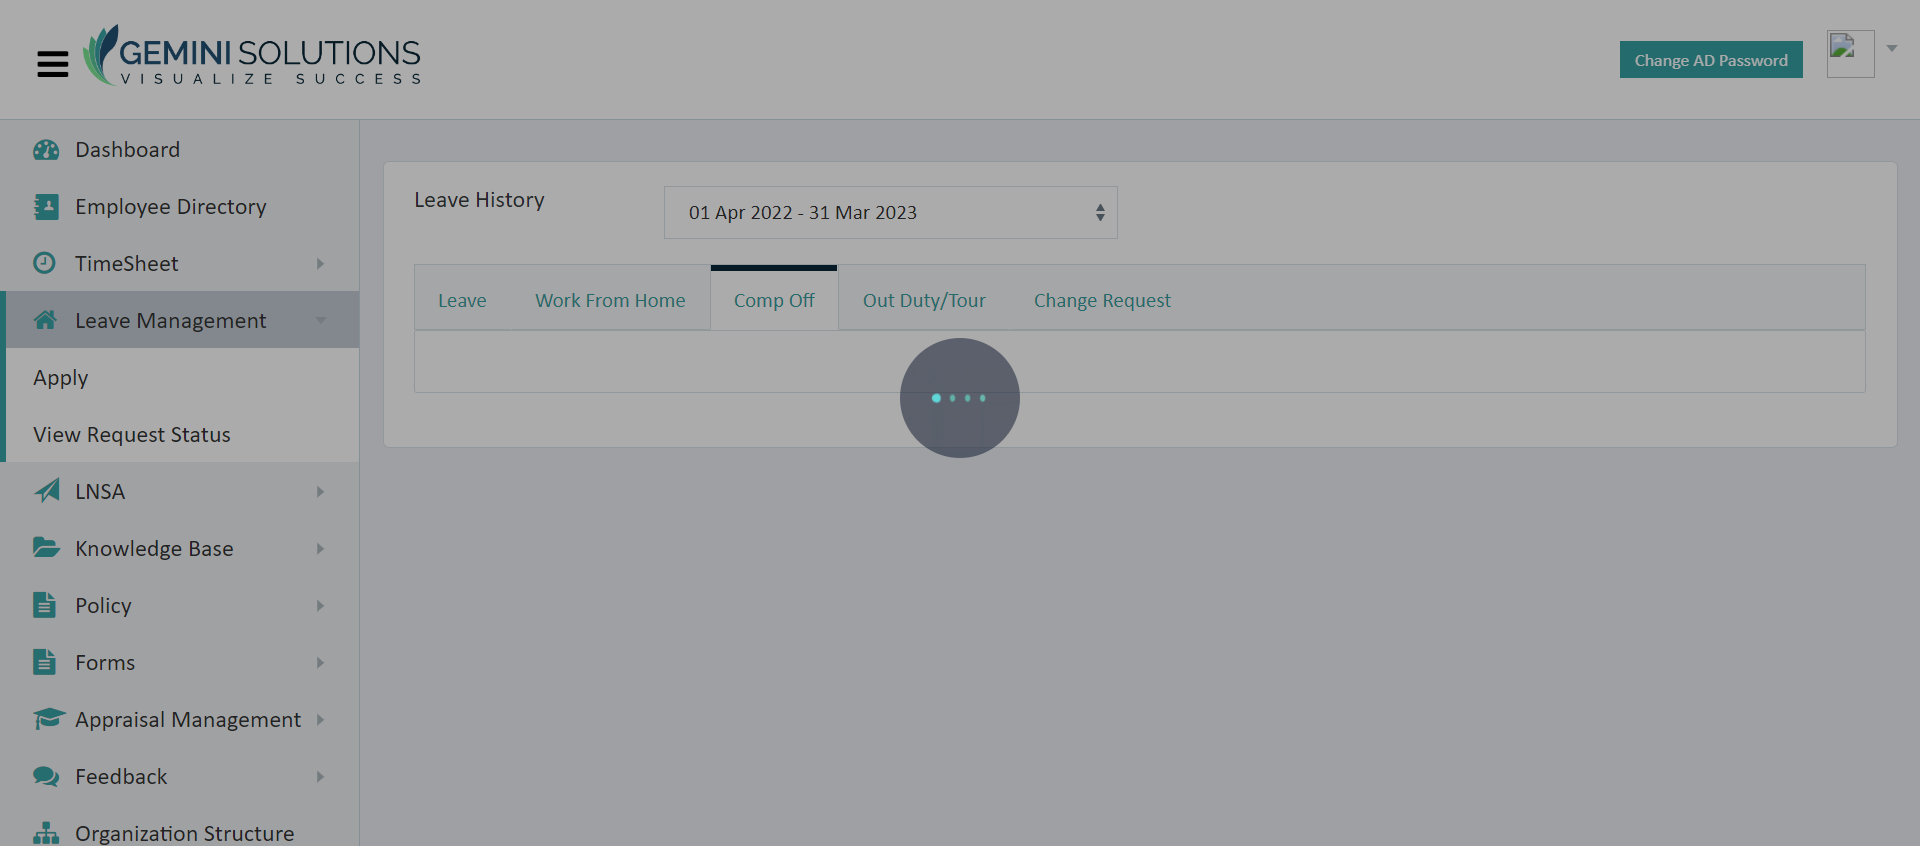 GEMINI SOLUTIONS
VISUALIZE SUCCESS
Change AD Password
Dashboard
Employee Directory
TimeSheet
Leave Management
Apply
View Request Status
LNSA
Knowledge Base
Policy
Forms
Appraisal Management
Feedback
Organization Structure
Leave History
01 Apr 2022 - 31 Mar 2023
Leave Work From Home Comp Off Out Duty/Tour Change Request